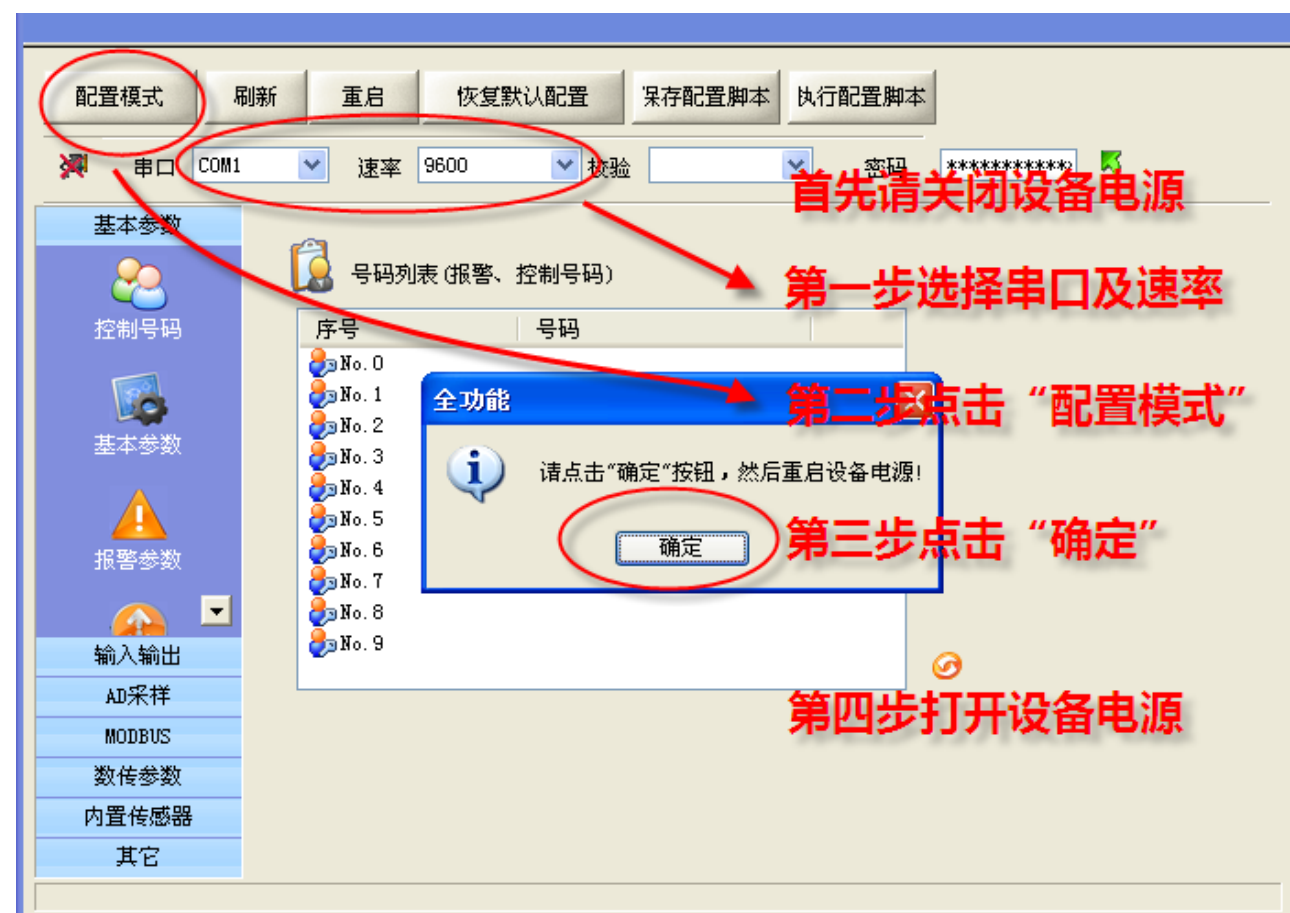 配置模式 刷新 重启 恢复默认配置 保存配置脚本 执行配置脚本
串口 COM1 速率 9600 校验 密码 ***********
首先请关闭设备电源
基本参数
号码列表(报警、控制号码)
第一步选择串口及速率
控制号码
序号 号码
No. 0
No. 1
全功能
第二步点击“配置模式”
No. 2
基本参数
No. 3
请点击“确定“按钮，然后重启设备电源!
No. 4
No. 5
第三步点击“确定”
确定
No. 6
报警参数
No. 7
No. 8
No. 9
输入输出
AD采样
第四步打开设备电源
MODBUS
数传参数
内置传感器
其它